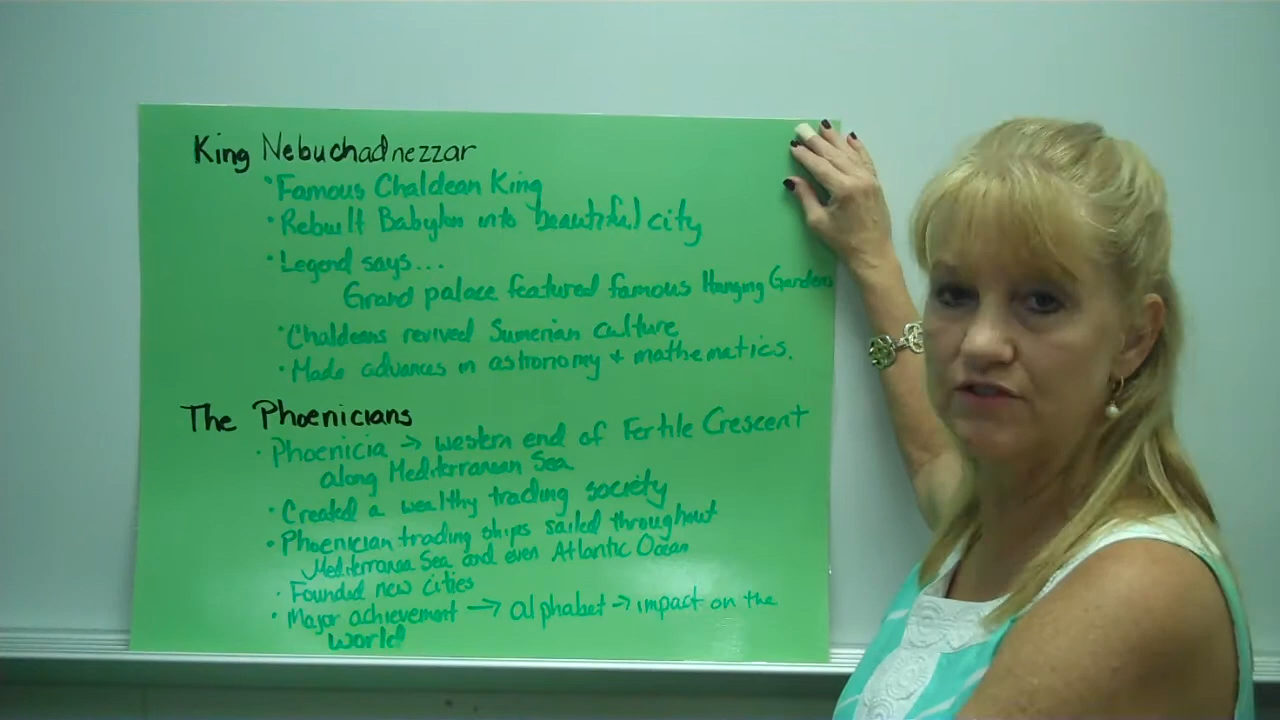 King Nebuchadnezzar
• Famous Chaldean King
• Rebuilt Babylon into beautiful city
• Legend says...
Grand palace featured famous Hanging Gardens
• Chaldeans revived Sumerian culture
• Made advances in astronomy + mathematics.
The Phoenicians
• Phoenicia → western end of Fertile Crescent
along Mediterranean Sea
• Created a wealthy trading society
• Phoenician trading ships sailed throughout
Mediterranea Sea and even Atlantic Ocean
• Founded new cities
• Major achievement → alphabet → impact on the
world